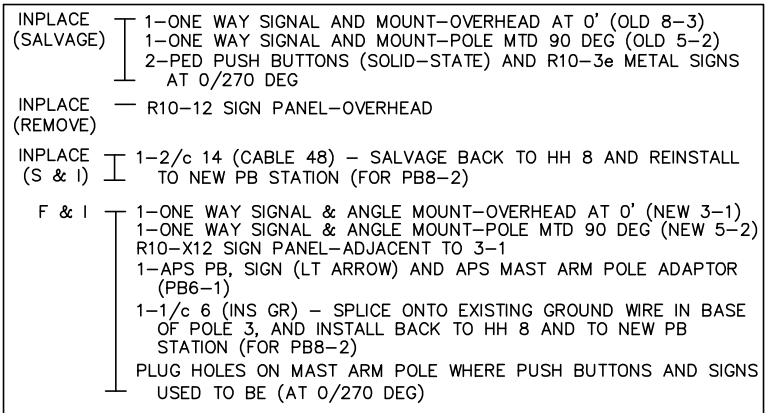 INPLACE (SALVAGE)
1-ONE WAY SIGNAL AND MOUNT-OVERHEAD AT 0' (OLD 8-3)
1-ONE WAY SIGNAL AND MOUNT-POLE MTD 90 DEG (OLD 5-2)
2-PED PUSH BUTTONS (SOLID-STATE) AND R10-3e METAL SIGNS
AT 0/270 DEG
INPLACE (REMOVE)
R10-12 SIGN PANEL-OVERHEAD
INPLACE (S & I)
1-2/c 14 (CABLE 48) - SALVAGE BACK TO HH 8 AND REINSTALL
TO NEW PB STATION (FOR PB8-2)
F & I
1-ONE WAY SIGNAL & ANGLE MOUNT-OVERHEAD AT 0' (NEW 3-1)
1-ONE WAY SIGNAL & ANGLE MOUNT-POLE MTD 90 DEG (NEW 5-2)
R10-X12 SIGN PANEL-ADJACENT TO 3-1
1-APS PB, SIGN (LT ARROW) AND APS MAST ARM POLE ADAPTOR
(PB6-1)
1-1/c 6 (INS GR) - SPLICE ONTO EXISTING GROUND WIRE IN BASE
OF POLE 3, AND INSTALL BACK TO HH 8 AND TO NEW PB
STATION (FOR PB8-2)
PLUG HOLES ON MAST ARM POLE WHERE PUSH BUTTONS AND SIGNS
USED TO BE (AT 0/270 DEG)